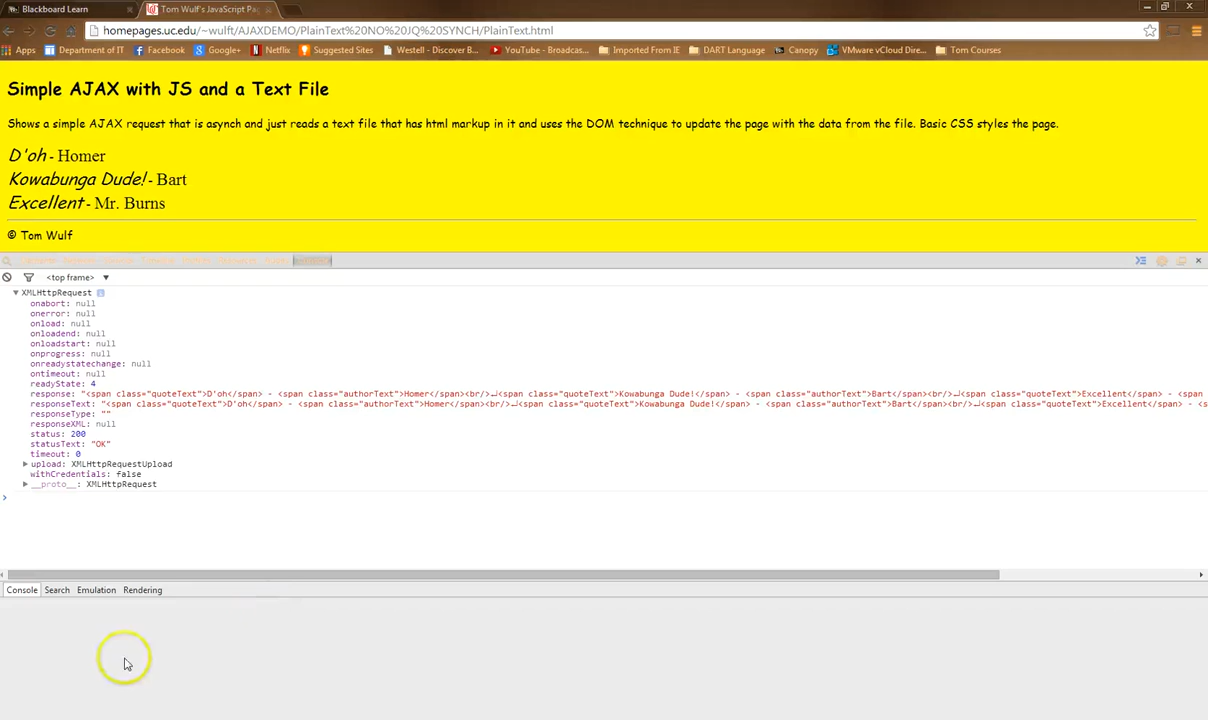 Blackboard Learn
Tom Wulf's JavaScript Pag
homepages.uc.edu/~wulft/AJAXDEMO/PlainText%20NO%20JQ%20SYNCH/PlainText.html
Apps Department of IT Facebook Google+ Netflix Suggested Sites Westell - Discover B... YouTube - Broadcas... Imported From IE DART Language Canopy VMware vCloud Dire... Tom Courses
Simple AJAX with JS and a Text File
Shows a simple AJAX request that is asynch and just reads a text file that has html markup in it and uses the DOM technique to update the page with the data from the file. Basic CSS styles the page.
D'oh - Homer
Kowabunga Dude! - Bart
Excellent - Mr. Burns
© Tom Wulf
<top frame>
XMLHttpRequest
onabort: null
onerror: null
onload: null
onloadend: null
onloadstart: null
onprogress: null
onreadystatechange: null
ontimeout: null
readyState: 4
response: "<span class="quoteText">D'oh</span> - <span class="authorText">Homer<br/>↵<span class="quoteText">Kowabunga Dude!</span> - <span class="authorText">Bart<br/>↵<span class="quoteText">Excellent</span> - <span
responseText: "<span class="quoteText">D'oh</span> - <span class="authorText">Homer<br/>↵<span class="quoteText">Kowabunga Dude!</span> - <span class="authorText">Bart<br/>↵<span class="quoteText">Excellent</span> - <s
responseType: ""
responseXML: null
status: 200
statusText: "OK"
timeout: 0
upload: XMLHttpRequestUpload
withCredentials: false
__proto__: XMLHttpRequest
Console Search Emulation Rendering